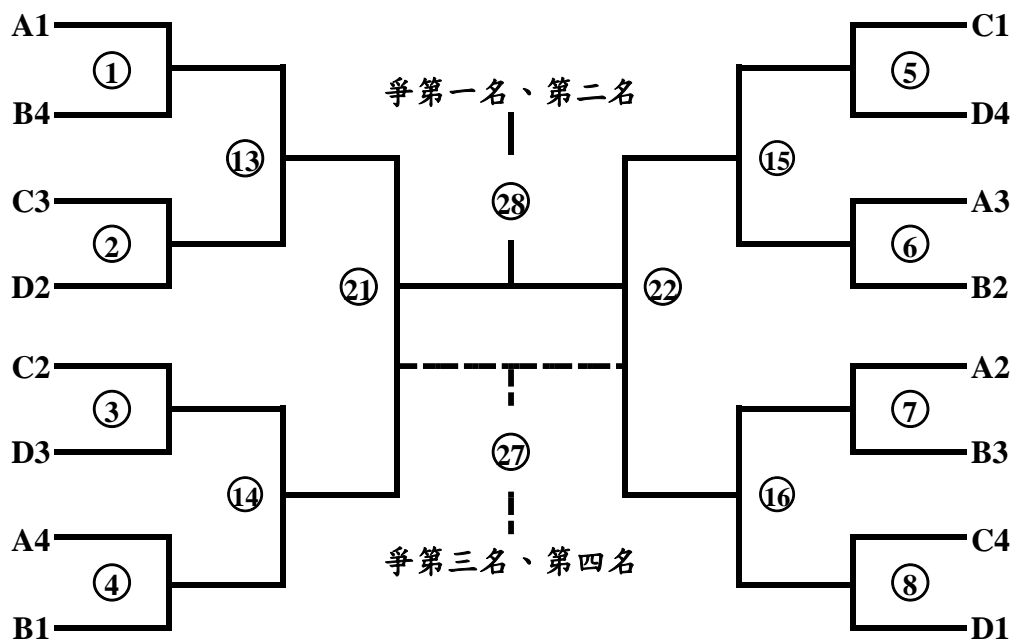 A1
C1
①
⑤
爭第一名、第二名
B4
D4
⑬
⑮
C3
㉘
A3
②
⑥
D2
㉑
㉒
B2
C2
A2
③
⑦
D3
㉗
B3
⑭
⑯
A4
爭第三名、第四名
C4
④
⑧
B1
D1